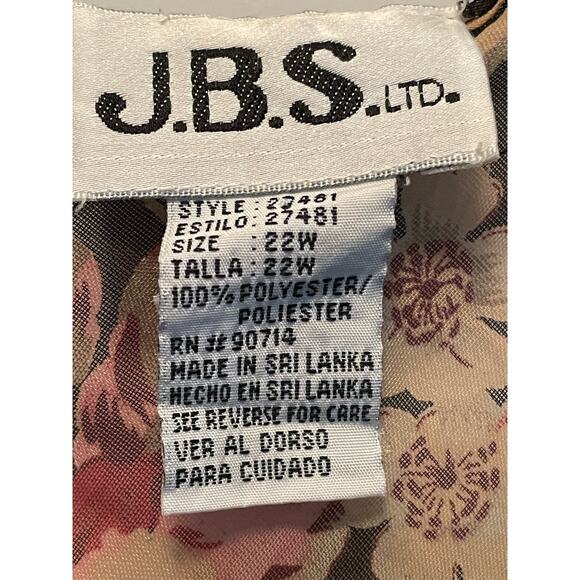 J.B.S.LTD.
STYLE : 27481
ESTILO: 27481
SIZE : 22W
TALLA : 22W
100% POLYESTER/
POLIESTER
RN # 90714
MADE IN SRI LANKA
HECHO EN SRI LANKA
SEE REVERSE FOR CARE
VER AL DORSO
PARA CUIDADO